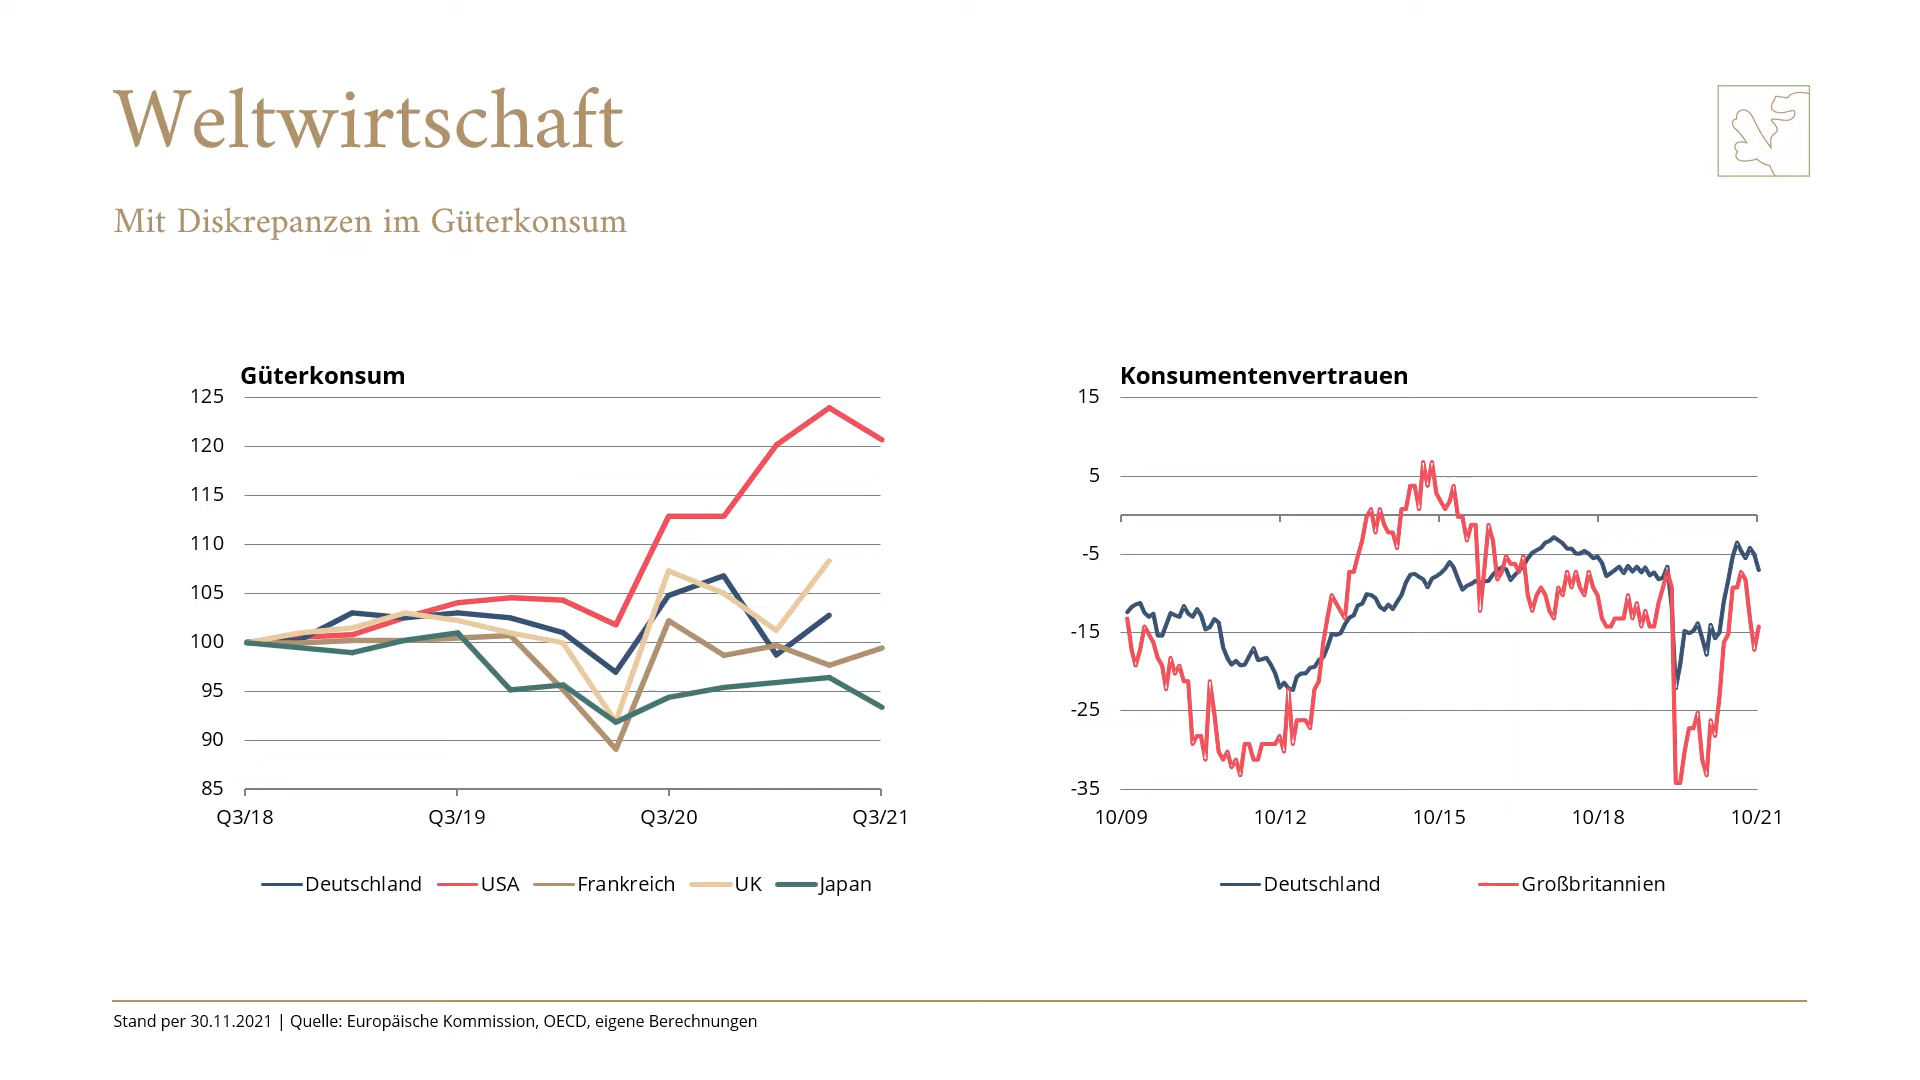 Weltwirtschaft
Mit Diskrepanzen im Güterkonsum
Güterkonsum
125
120
115
110
105
100
95
90
85
Q3/18 Q3/19 Q3/20 Q3/21
Deutschland USA Frankreich UK Japan
Konsumentenvertrauen
15
5
-5
-15
-25
-35
10/09 10/12 10/15 10/18 10/21
Deutschland Großbritannien
Stand per 30.11.2021 | Quelle: Europäische Kommission, OECD, eigene Berechnungen